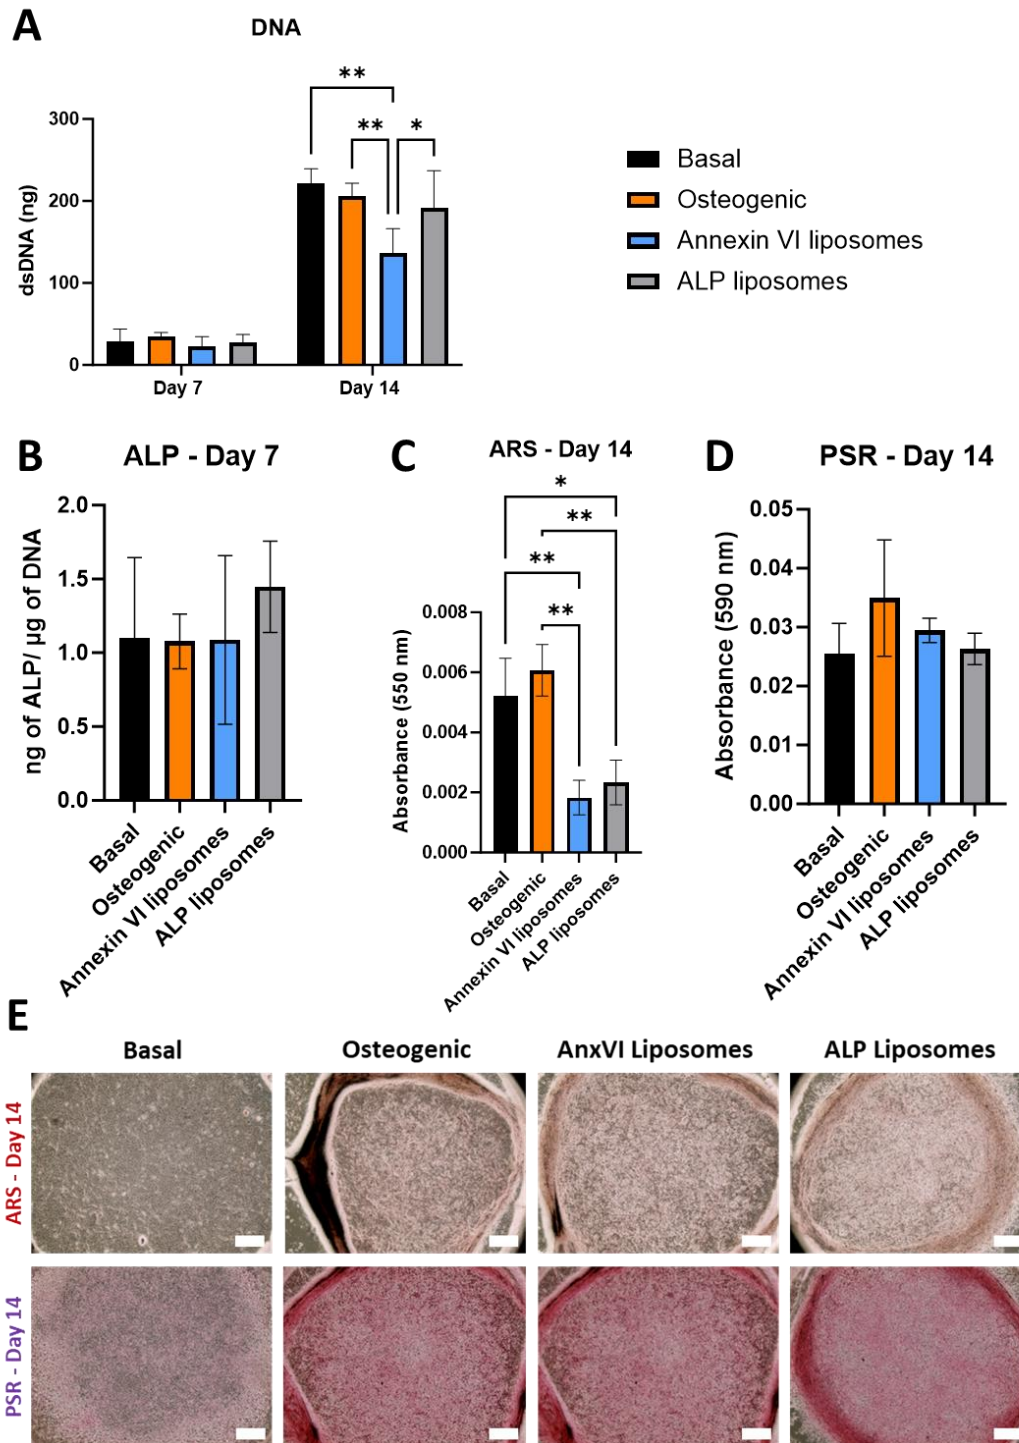 A
DNA
**
** *
300
200
100
0
dsDNA (ng)
Day 7
Day 14
Basal
Osteogenic
Annexin VI liposomes
ALP liposomes
B
ALP - Day 7
2.0
1.5
1.0
0.5
0.0
ng of ALP/ μg of DNA
Basal
Osteogenic
Annexin VI liposomes
ALP liposomes
C
ARS - Day 14
*
**
**
**
0.008
0.006
0.004
0.002
0.000
Absorbance (550 nm)
Basal
Osteogenic
Annexin VI liposomes
ALP liposomes
D
PSR - Day 14
0.05
0.04
0.03
0.02
0.01
0.00
Absorbance (590 nm)
Basal
Osteogenic
Annexin VI liposomes
ALP liposomes
E
Basal
Osteogenic
AnxVI Liposomes
ALP Liposomes
ARS - Day 14
PSR - Day 14